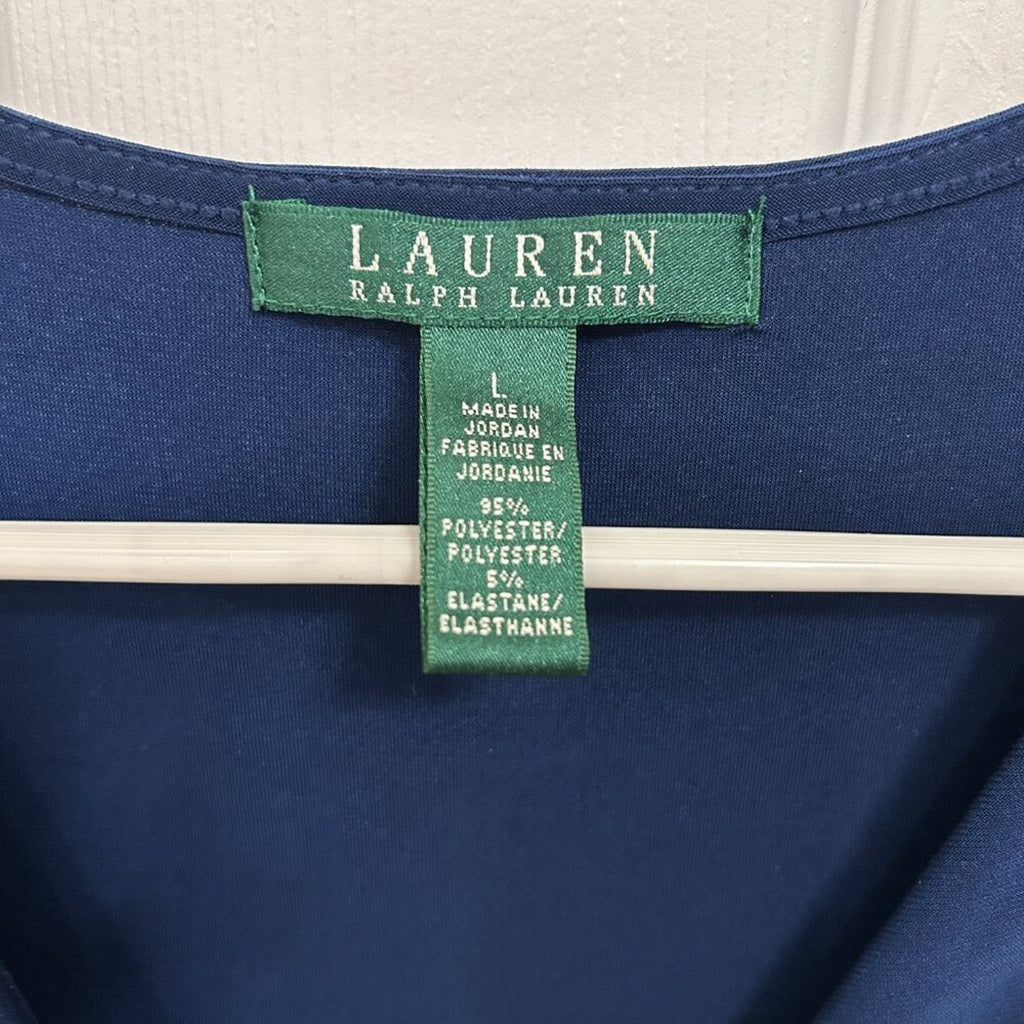 LAUREN
RALPH LAUREN
L
MADE IN
JORDAN
FABRIQUE EN
JORDANIE
95%
POLYESTER/
POLYESTER
5%
ELASTANE/
ELASTHANNE